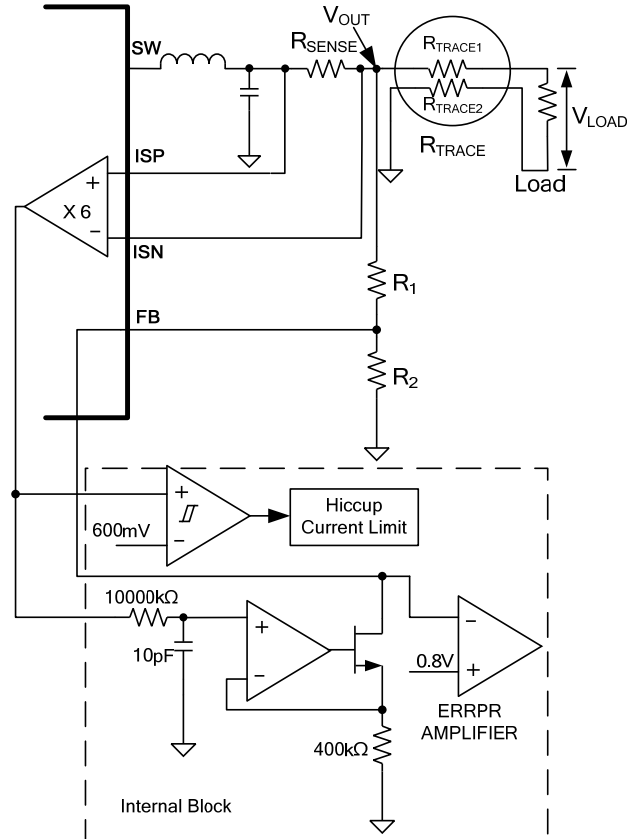 VOUT
SW
RSENSE
RTRACE1
RTRACE2
VLOAD
RTRACE
Load
ISP
+
X 6
−
ISN
R1
FB
R2
+
−
600mV
Hiccup
Current Limit
10000kΩ
10pF
+
−
−
0.8V
+
ERRPR
AMPLIFIER
400kΩ
Internal Block